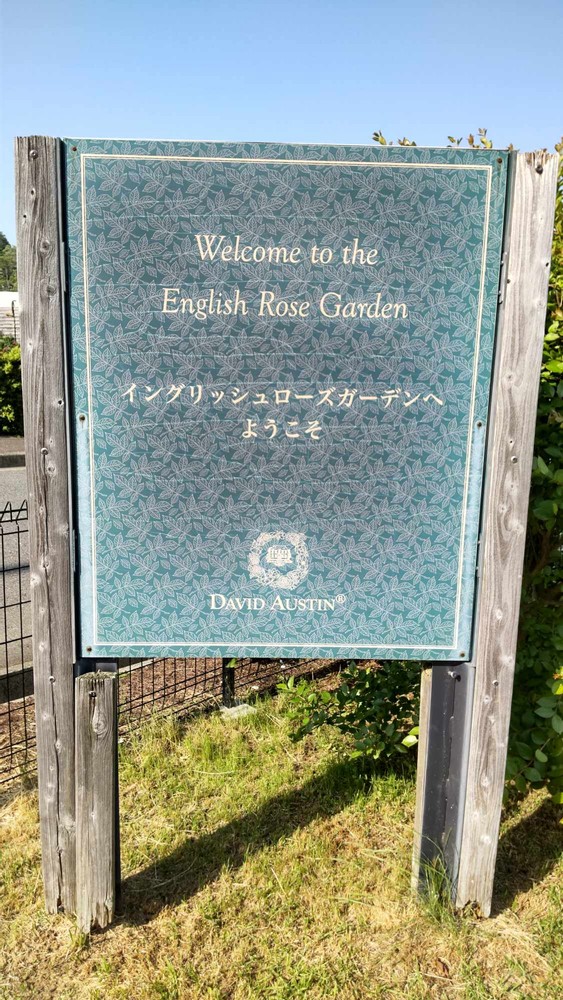 Welcome to the
English Rose Garden
イングリッシュローズガーデンへ
ようこそ
DAVID AUSTIN®